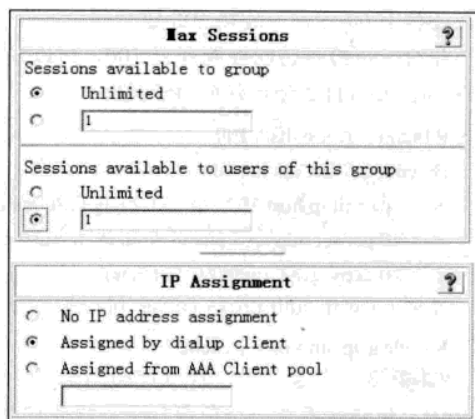 Max Sessions ?
Sessions available to group
Unlimited
1
Sessions available to users of this group
Unlimited
1
IP Assignment ?
No IP address assignment
Assigned by dialup client
Assigned from AAA Client pool